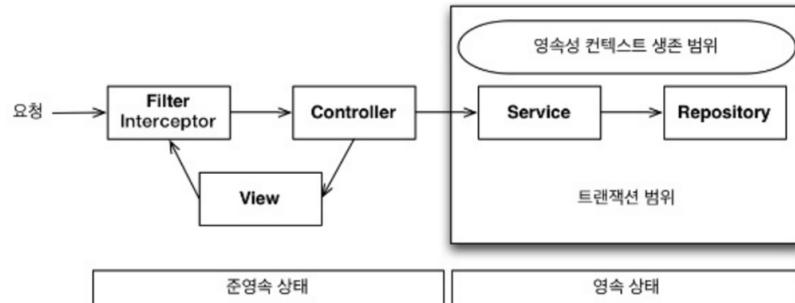 영속성 컨텍스트 생존 범위
요청
Filter
Interceptor
Controller
Service
Repository
View
트랜잭션 범위
준영속 상태
영속 상태